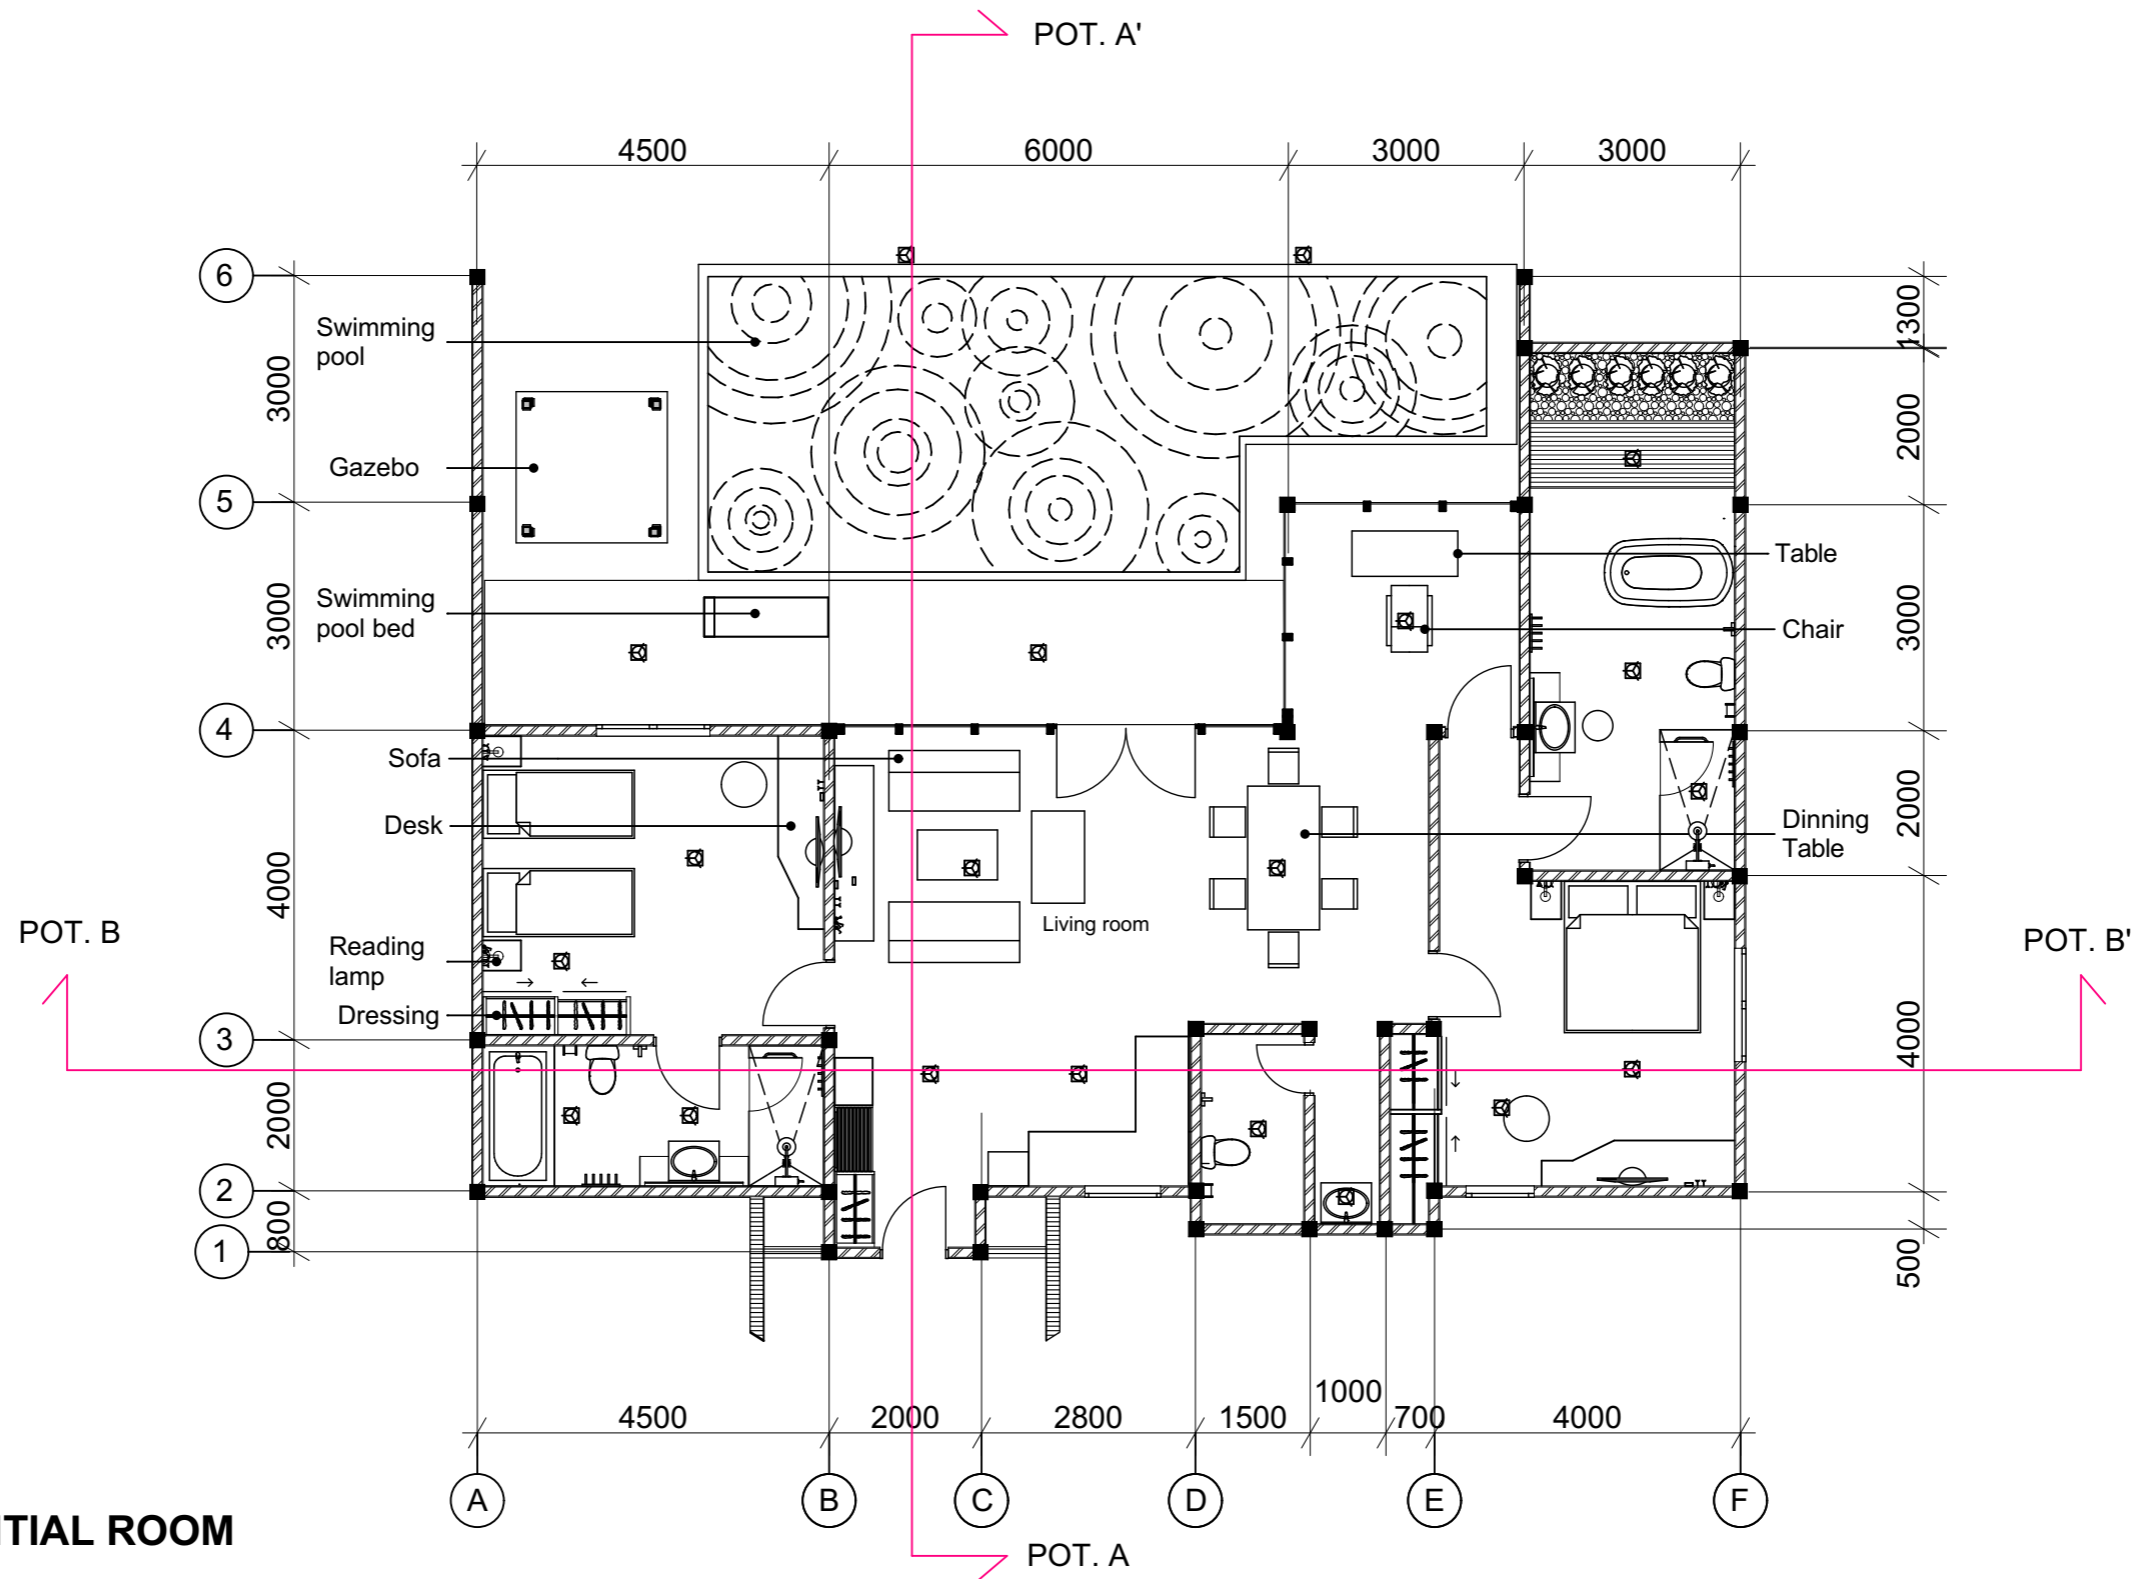 POT. A'
4500
6000
3000
3000
6
Swimming
pool
1300
3000
2000
Gazebo
5
Table
Swimming
pool bed
3000
Chair
3000
4
Sofa
Desk
Dinning
Table
2000
4000
Living room
POT. B
POT. B'
Reading
lamp
Dressing
3
4000
2000
2
800
1
500
1000
4500
2000
2800
1500
700
4000
A
B
C
D
E
F
TIAL ROOM
POT. A